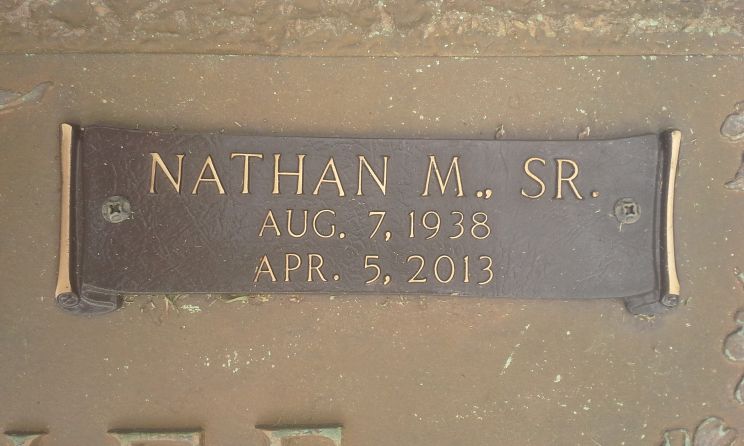 NATHAN M., SR.
AUG. 7, 1938
APR. 5, 2013